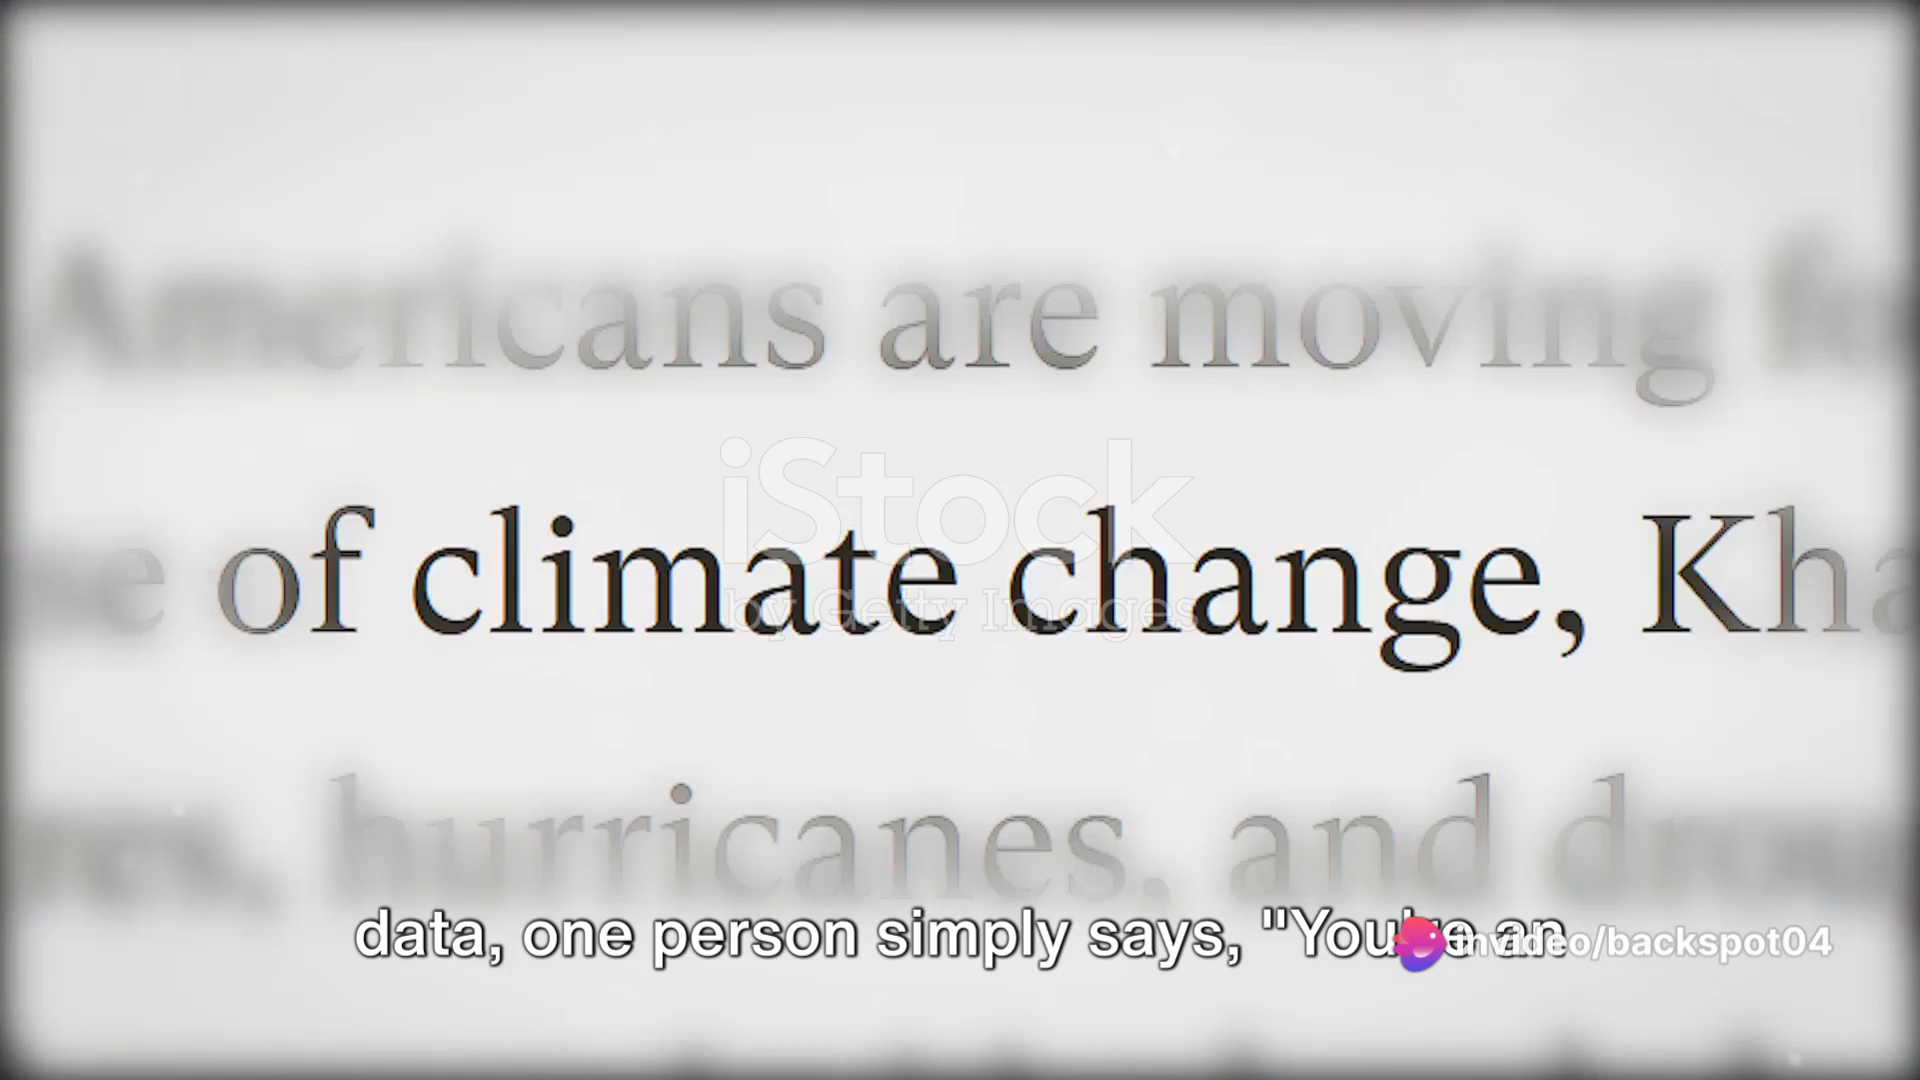 Americans are moving
iStock
of climate change, Kha
by Getty Images
hurricanes, and
data, one person simply says, "You're an
invideo/backspot04